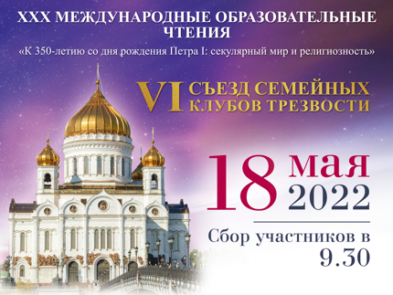 XXX МЕЖДУНАРОДНЫЕ ОБРАЗОВАТЕЛЬНЫЕ
ЧТЕНИЯ
«К 350-летию со дня рождения Петра I: секулярный мир и религиозность»
VI СЪЕЗД СЕМЕЙНЫХ
КЛУБОВ ТРЕЗВОСТИ
18 мая
2022
Сбор участников в
9.30